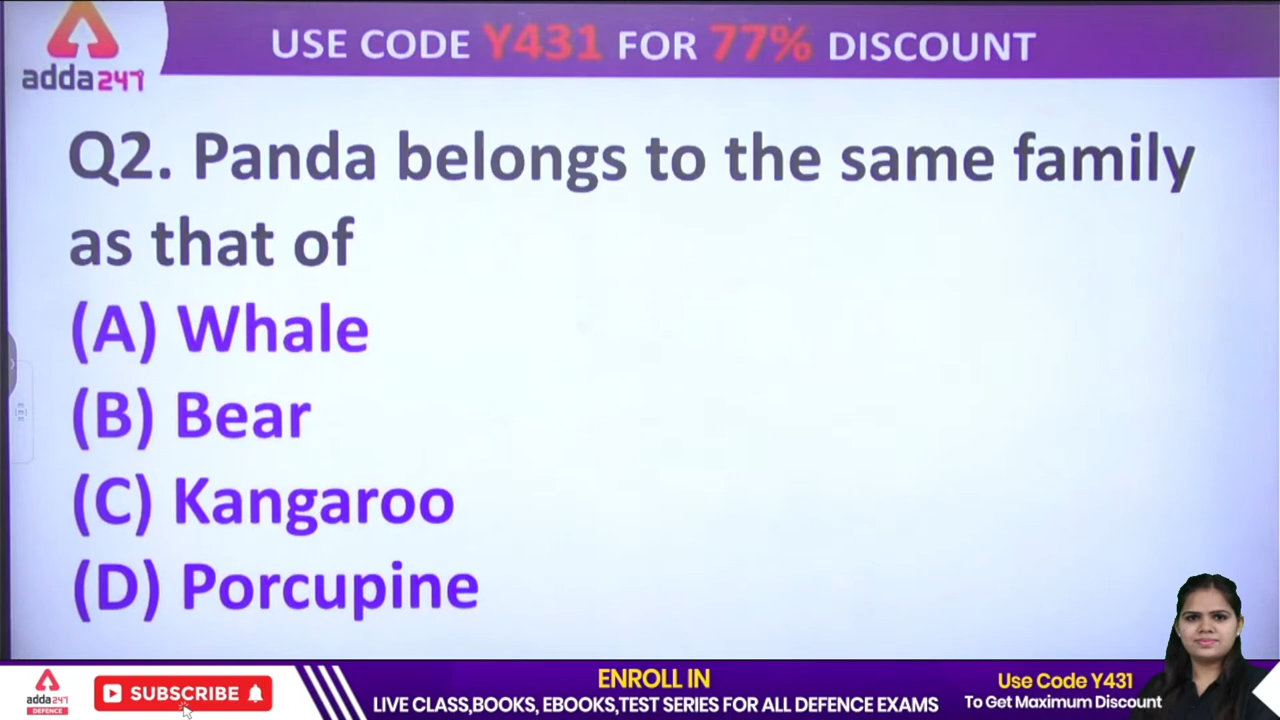 adda247
USE CODE Y431 FOR 77% DISCOUNT
Q2. Panda belongs to the same family
as that of
(A) Whale
(B) Bear
(C) Kangaroo
(D) Porcupine
adda247
DEFENCE
SUBSCRIBE
ENROLL IN
LIVE CLASS,BOOKS, EBOOKS,TEST SERIES FOR ALL DEFENCE EXAMS
Use Code Y431
To Get Maximum Discount